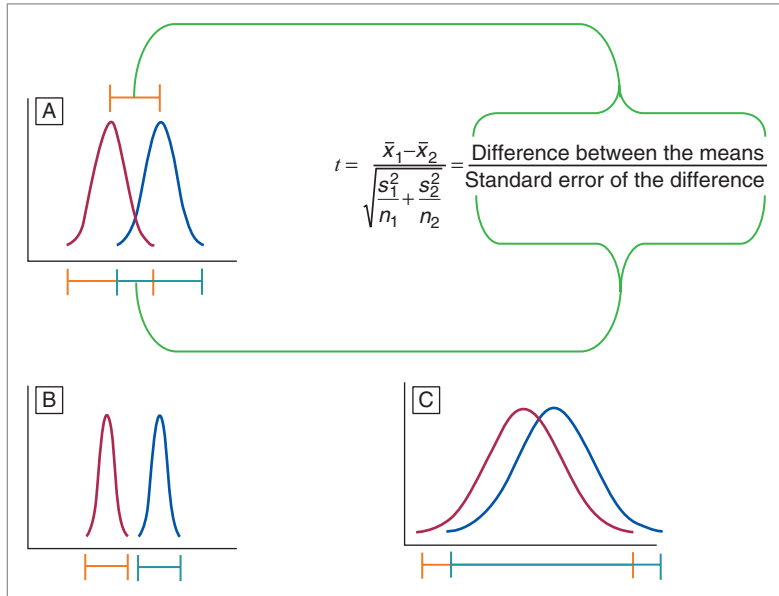 A
t = x̄₁–x̄₂ / √(s₁²/n₁ + s₂²/n₂) = Difference between the means / Standard error of the difference
B
C